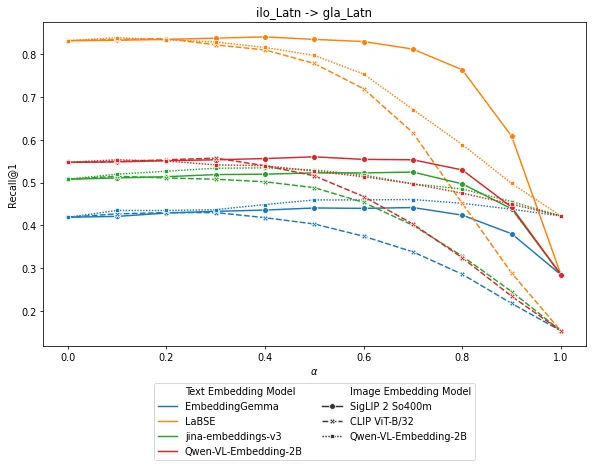 ilo_Latn -> gla_Latn
Recall@1
0.8
0.7
0.6
0.5
0.4
0.3
0.2
0.0 0.2 0.4 0.6 0.8 1.0
α
Text Embedding Model Image Embedding Model
EmbeddingGemma SigLIP 2 So400m
LaBSE CLIP ViT-B/32
jina-embeddings-v3 Qwen-VL-Embedding-2B
Qwen-VL-Embedding-2B